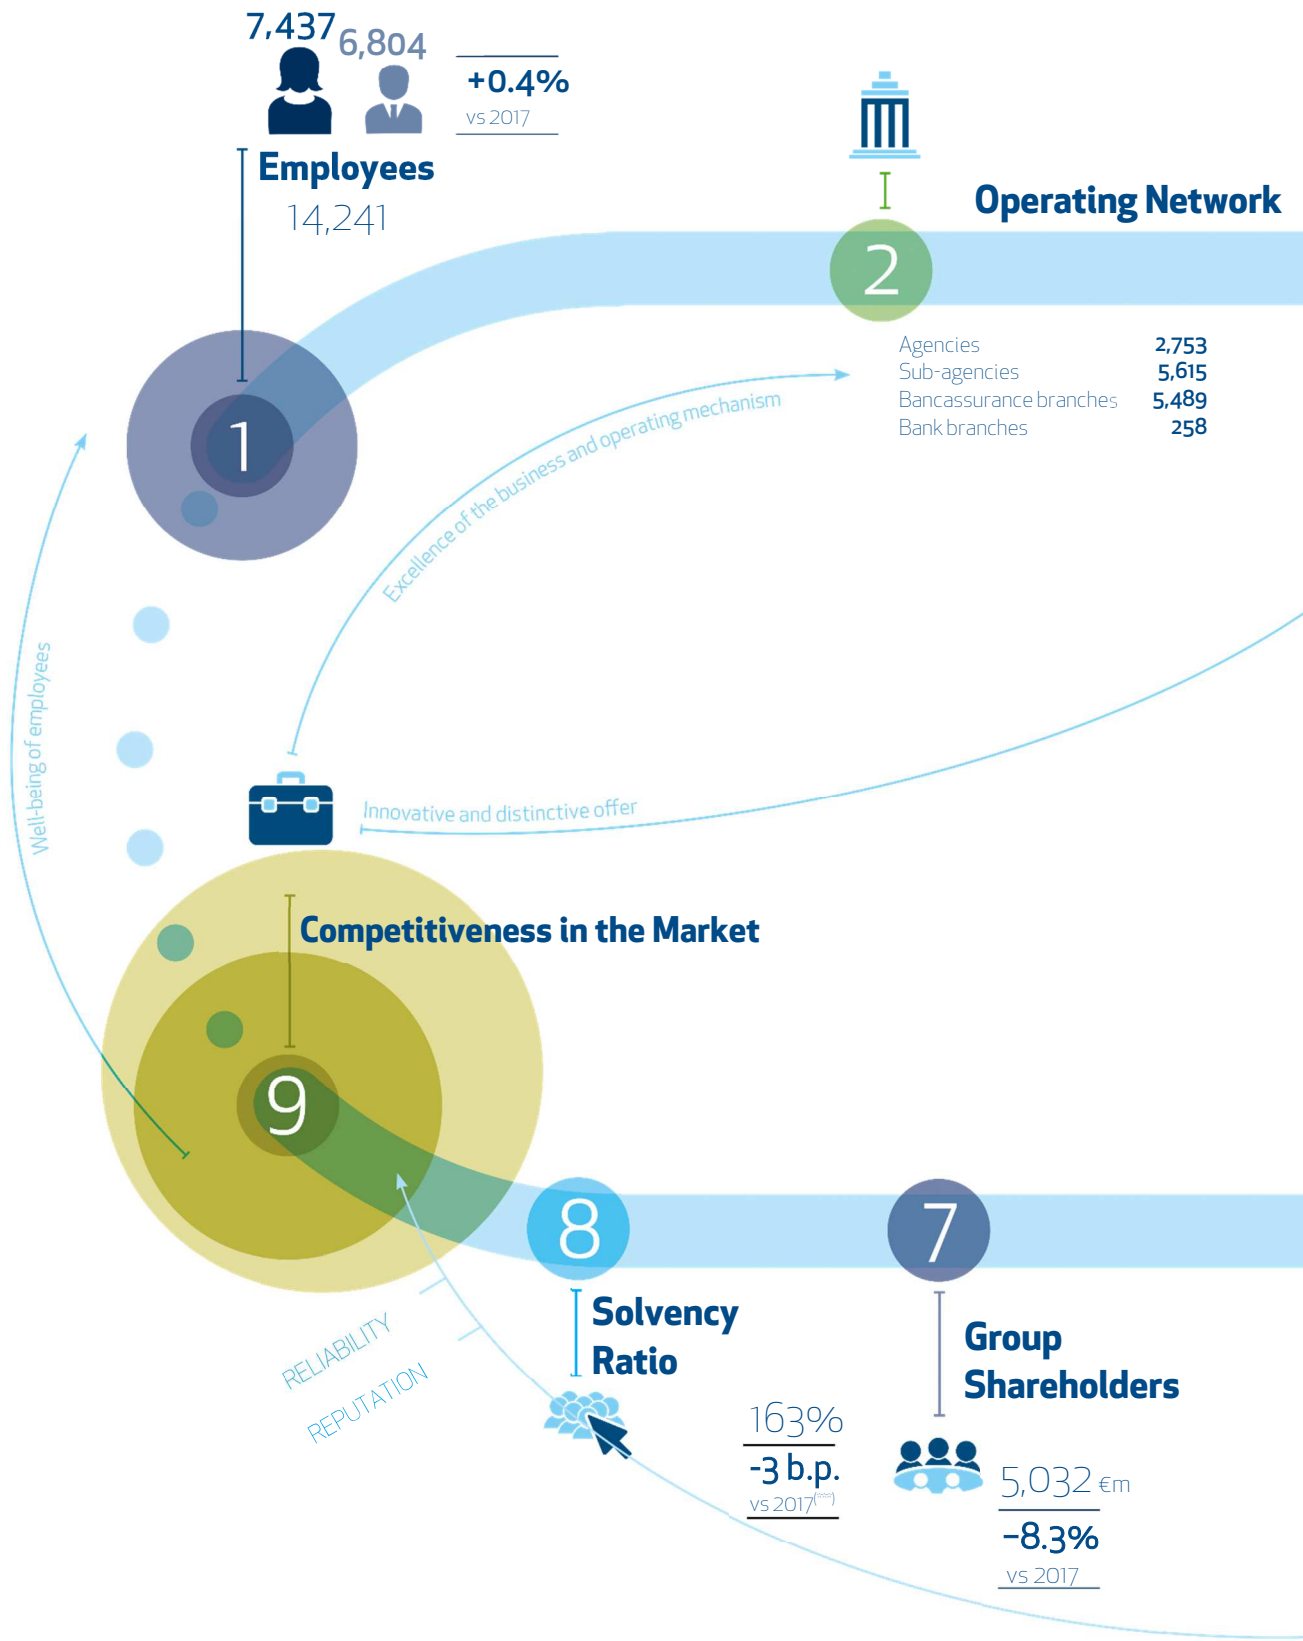 7,437
6,804
+0.4%
vs 2017
Employees
14,241
Operating Network
2
Agencies 2,753
Sub-agencies 5,615
Bancassurance branches 5,489
Bank branches 258
1
Excellence of the business and operating mechanism
Well-being of employees
Innovative and distinctive offer
Competitiveness in the Market
9
8
7
RELIABILITY
REPUTATION
Solvency
Ratio
163%
-3 b.p.
vs 2017
Group
Shareholders
5,032 €m
-8.3%
vs 2017